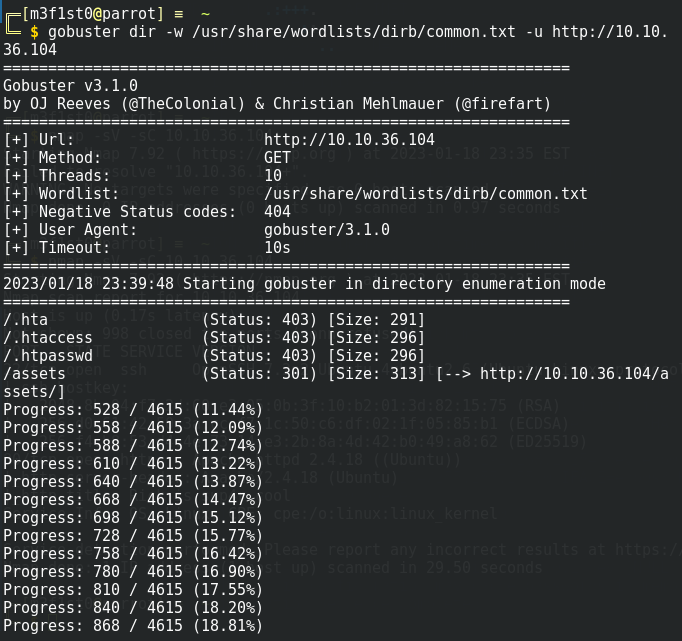 [m3f1st0@parrot] ≡ ~
$ gobuster dir -w /usr/share/wordlists/dirb/common.txt -u http://10.10.
36.104
===============================================================
Gobuster v3.1.0
by OJ Reeves (@TheColonial) & Christian Mehlmauer (@firefart)
===============================================================
[+] Url:                     http://10.10.36.104
[+] Method:                  GET
[+] Threads:                 10
[+] Wordlist:                /usr/share/wordlists/dirb/common.txt
[+] Negative Status codes:   404
[+] User Agent:              gobuster/3.1.0
[+] Timeout:                 10s
===============================================================
2023/01/18 23:39:48 Starting gobuster in directory enumeration mode
===============================================================
/.hta                 (Status: 403) [Size: 291]
/.htaccess            (Status: 403) [Size: 296]
/.htpasswd            (Status: 403) [Size: 296]
/assets               (Status: 301) [Size: 313] [--> http://10.10.36.104/a
ssets/]
Progress: 528 / 4615 (11.44%)
Progress: 558 / 4615 (12.09%)
Progress: 588 / 4615 (12.74%)
Progress: 610 / 4615 (13.22%)
Progress: 640 / 4615 (13.87%)
Progress: 668 / 4615 (14.47%)
Progress: 698 / 4615 (15.12%)
Progress: 728 / 4615 (15.77%)
Progress: 758 / 4615 (16.42%)
Progress: 780 / 4615 (16.90%)
Progress: 810 / 4615 (17.55%)
Progress: 840 / 4615 (18.20%)
Progress: 868 / 4615 (18.81%)